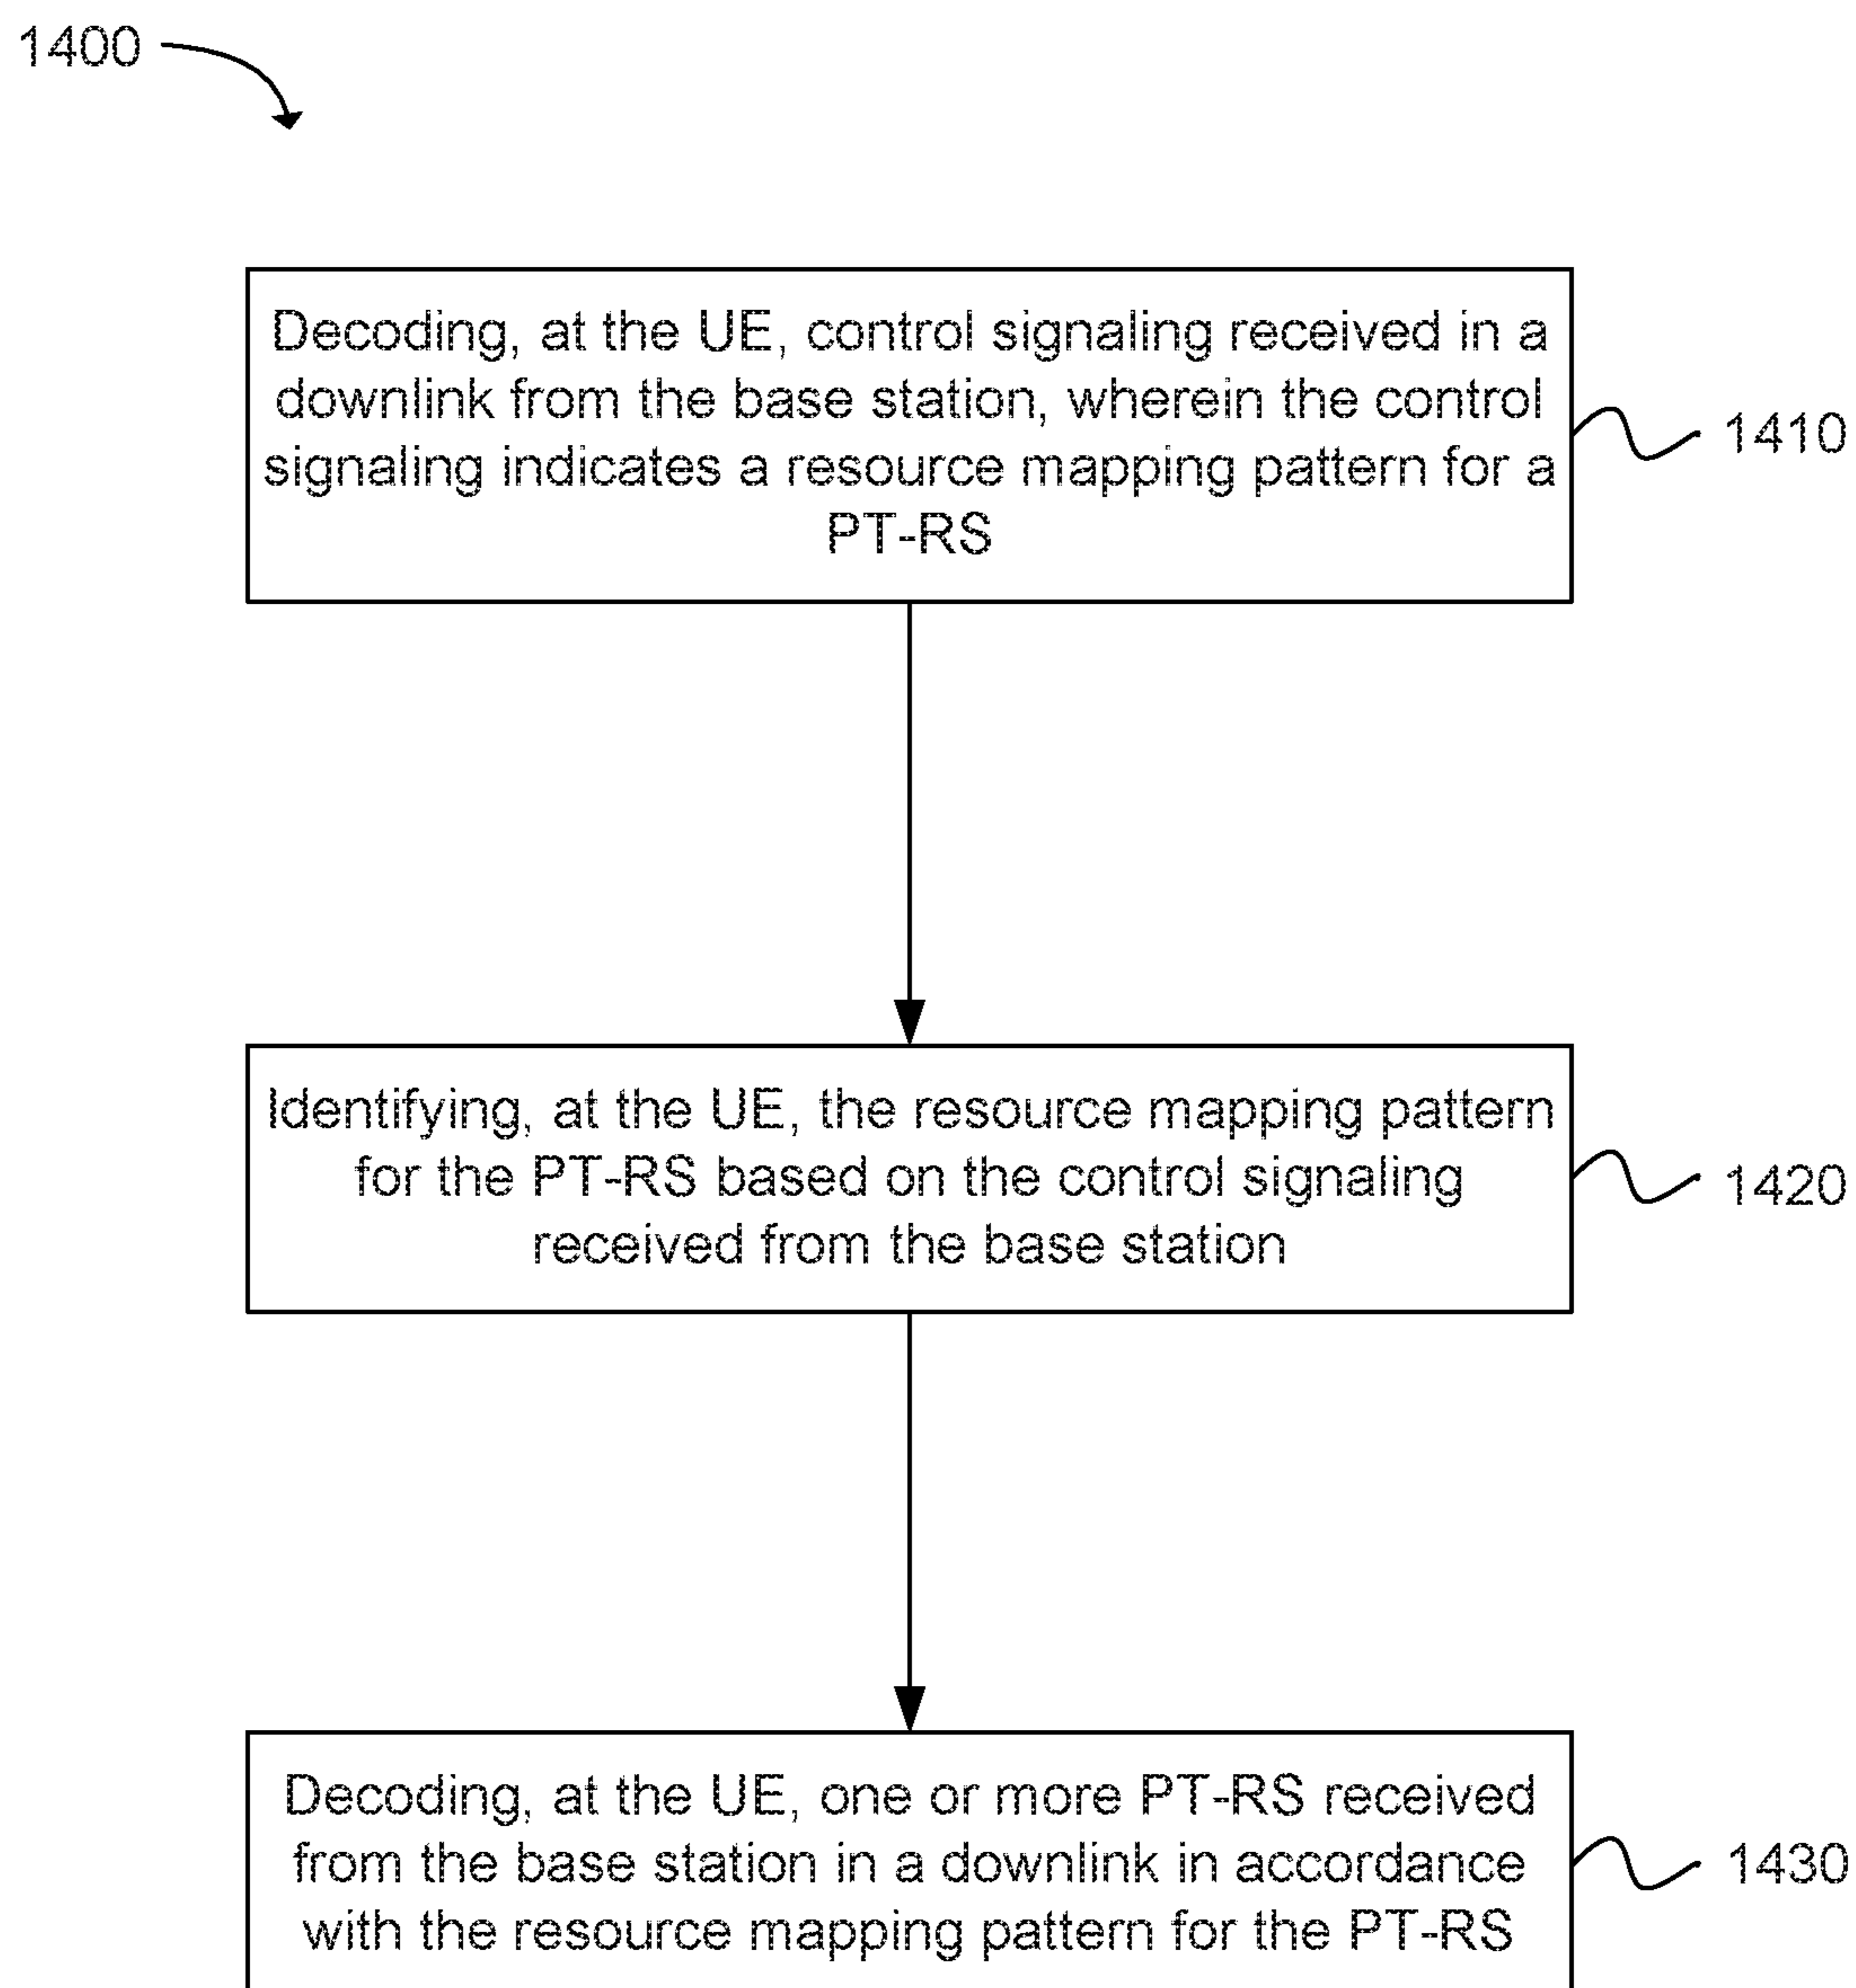 1400
Decoding, at the UE, control signaling received in a
downlink from the base station, wherein the control
signaling indicates a resource mapping pattern for a
PT-RS
1410
Identifying, at the UE, the resource mapping pattern
for the PT-RS based on the control signaling
received from the base station
1420
Decoding, at the UE, one or more PT-RS received
from the base station in a downlink in accordance
with the resource mapping pattern for the PT-RS
1430